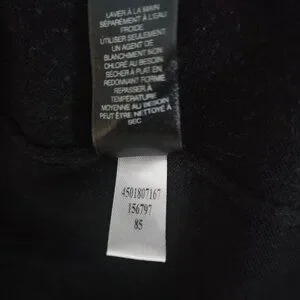 LAVER À LA MAIN
SÉPARÉMENT À L'EAU
FROIDE
UTILISER SEULEMENT
UN AGENT DE
BLANCHIMENT NON
CHLORÉ AU BESOIN
SÉCHER À PLAT EN
REDONNANT FORME
REPASSER À
TEMPÉRATURE
MOYENNE AU BESOIN
PEUT ÊTRE NETTOYÉ À
SEC
4501807167
156797
85